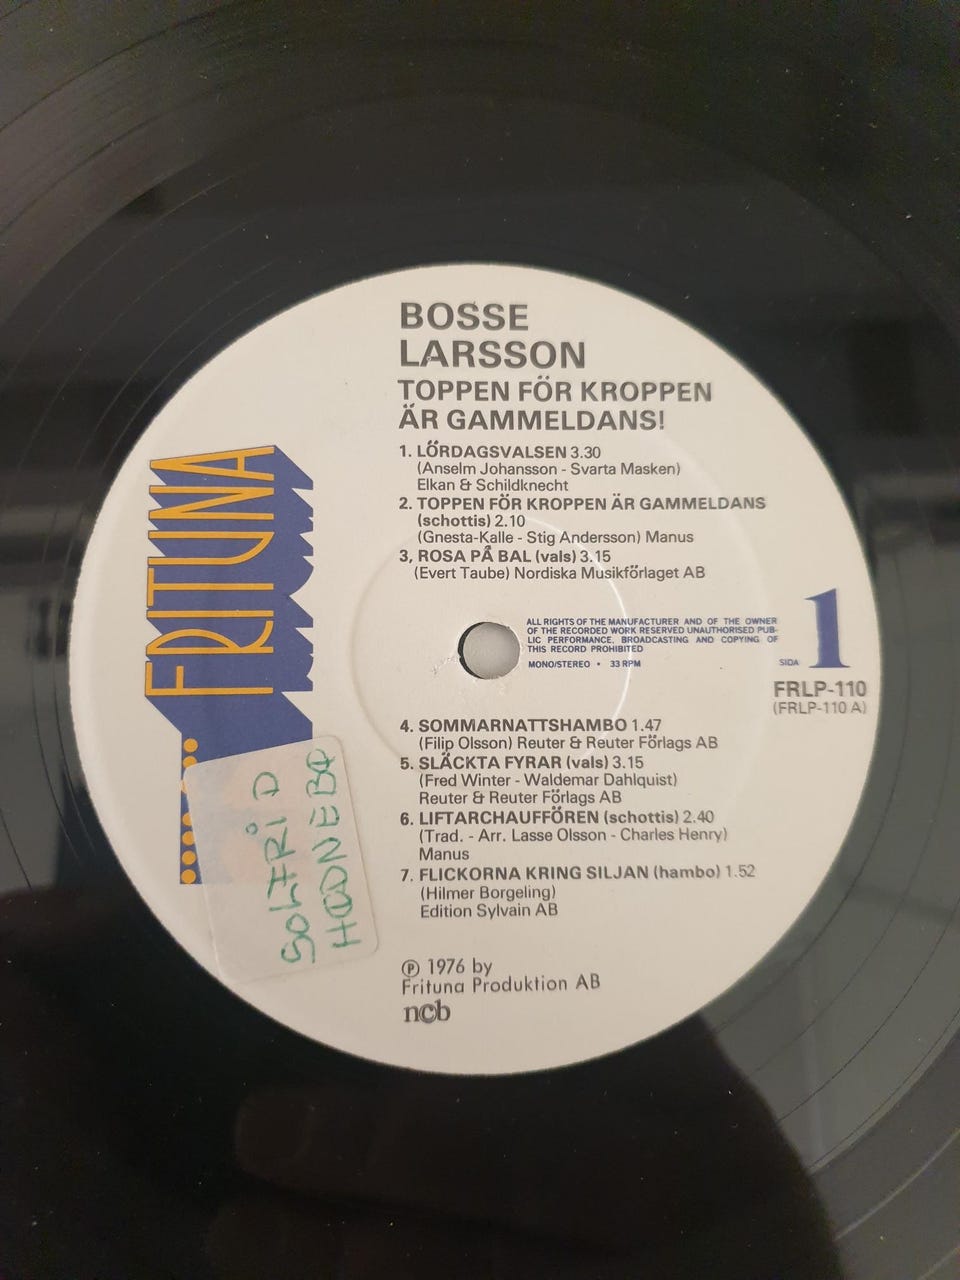 BOSSE
LARSSON
TOPPEN FÖR KROPPEN
ÄR GAMMELDANS!
1. LÖRDAGSVALSEN 3.30
(Anselm Johansson - Svarta Masken)
Elkan & Schildknecht
2. TOPPEN FÖR KROPPEN ÄR GAMMELDANS
(schottis) 2.10
(Gnesta-Kalle - Stig Andersson) Manus
3, ROSA PÅ BAL (vals) 3.15
(Evert Taube) Nordiska Musikförlaget AB
FRITUNA
ALL RIGHTS OF THE MANUFACTURER AND OF THE OWNER
OF THE RECORDED WORK RESERVED UNAUTHORISED PUB-
LIC PERFORMANCE, BROADCASTING AND COPYING OF
THIS RECORD PROHIBITED
MONO/STEREO • 33 RPM
SIDA 1
FRLP-110
(FRLP-110 A)
4. SOMMARNATTSHAMBO 1.47
(Filip Olsson) Reuter & Reuter Förlags AB
5. SLÄCKTA FYRAR (vals) 3.15
(Fred Winter - Waldemar Dahlquist)
Reuter & Reuter Förlags AB
6. LIFTARCHAUFFÖREN (schottis) 2.40
(Trad. - Arr. Lasse Olsson - Charles Henry)
Manus
7. FLICKORNA KRING SILJAN (hambo) 1.52
(Hilmer Borgeling)
Edition Sylvain AB
℗ 1976 by
Frituna Produktion AB
ncb
SOLFRID